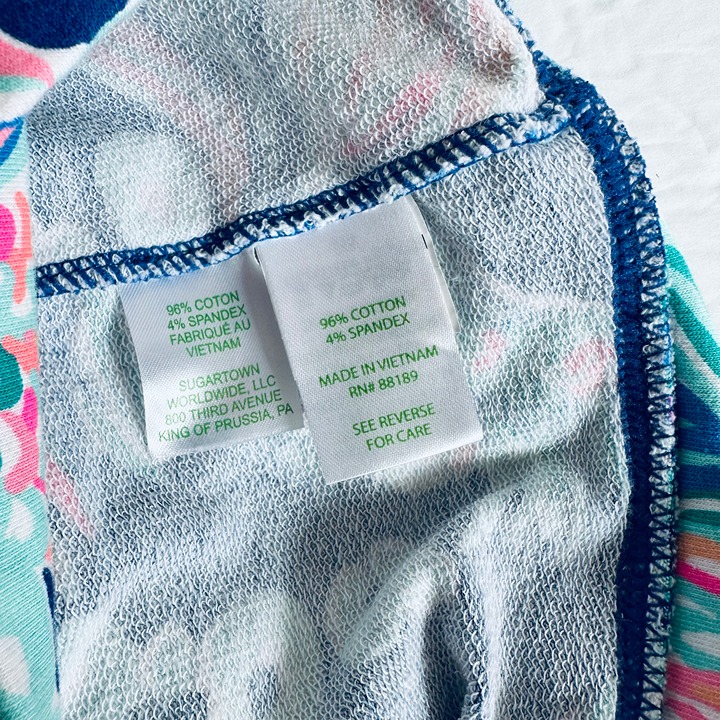 96% COTON
4% SPANDEX
FABRIQUÉ AU
VIETNAM
SUGARTOWN
WORLDWIDE, LLC
800 THIRD AVENUE
KING OF PRUSSIA, PA
96% COTTON
4% SPANDEX
MADE IN VIETNAM
RN# 88189
SEE REVERSE
FOR CARE